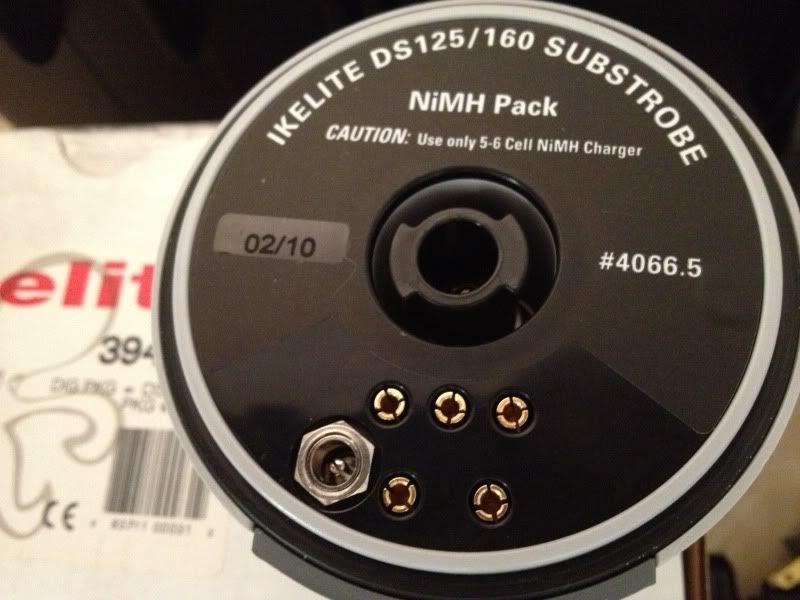 IKELITE DS125/160 SUBSTROBE
NiMH Pack
CAUTION: Use only 5-6 Cell NiMH Charger
02/10
#4066.5
elit
394
PKG
CE